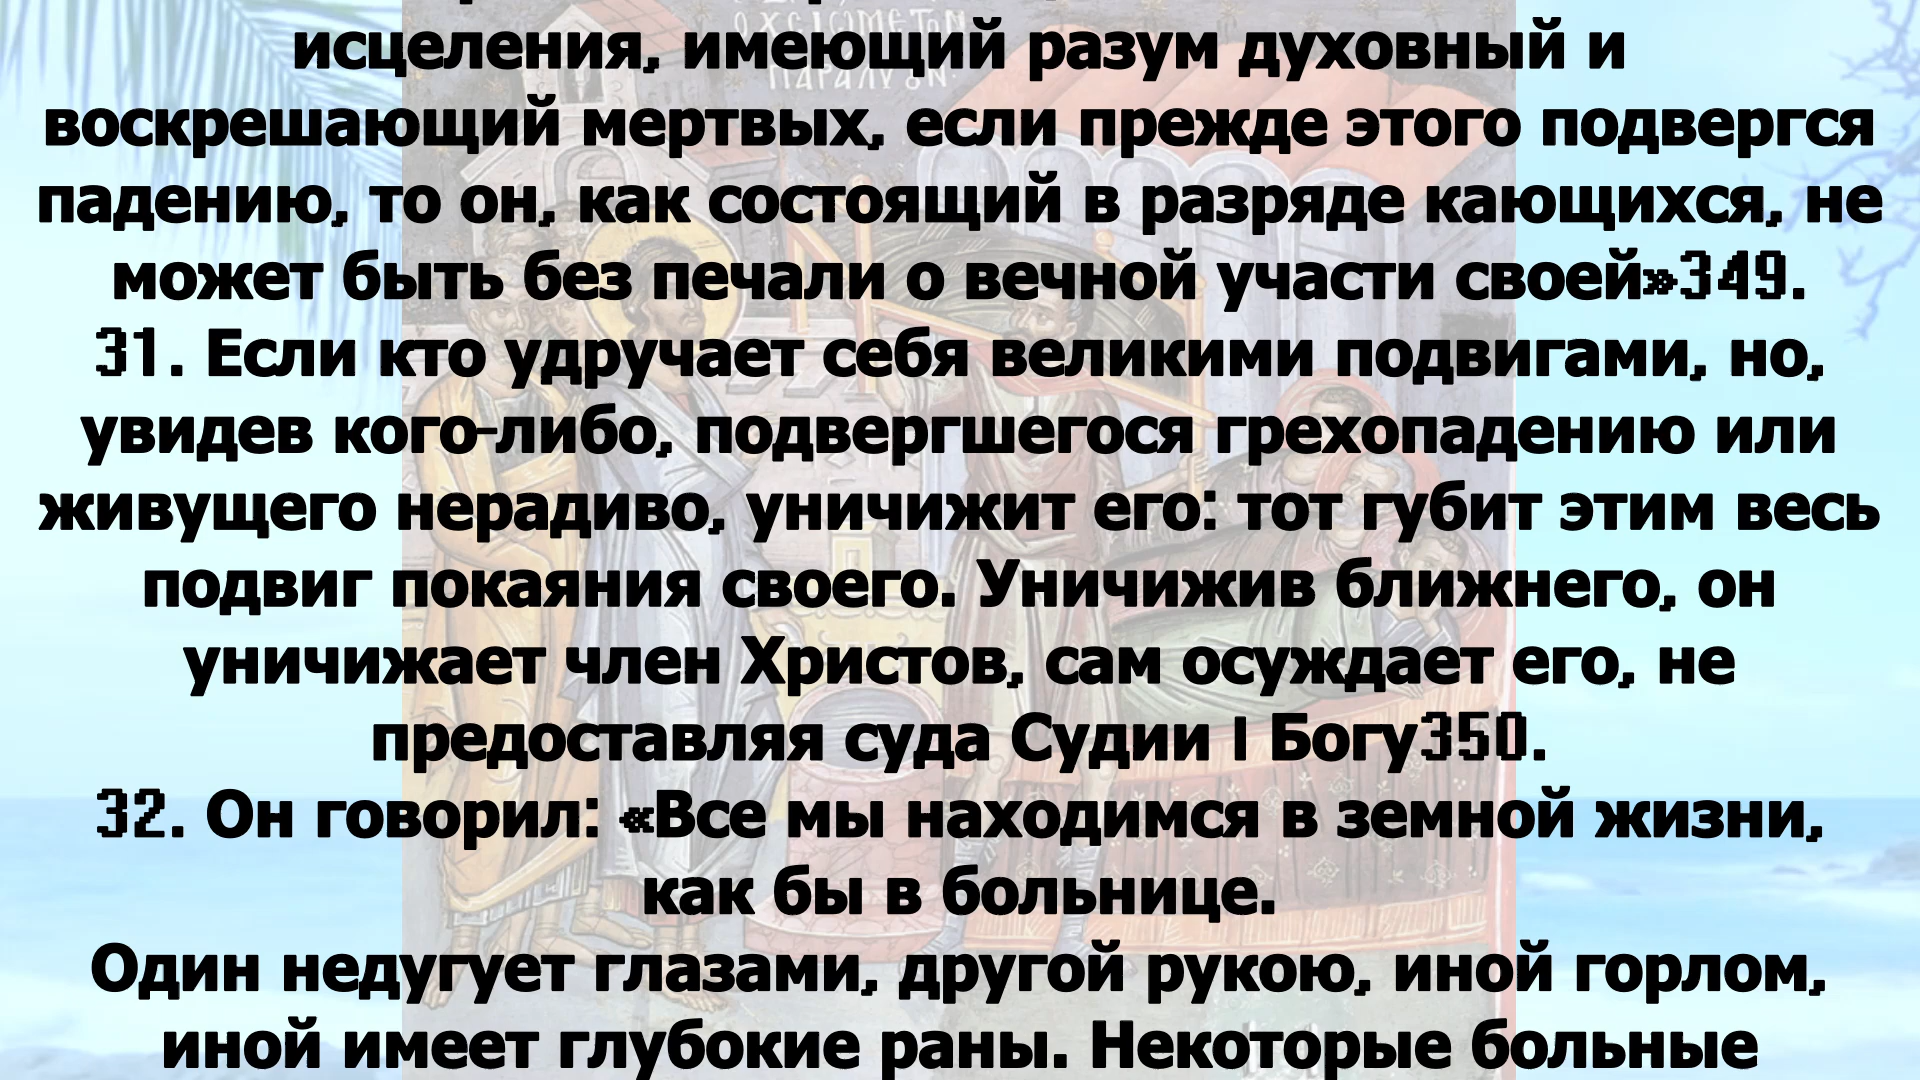 исцеления, имеющий разум духовный и
воскрешающий мертвых, если прежде этого подвергся
падению, то он, как состоящий в разряде кающихся, не
может быть без печали о вечной участи своей»349.
31. Если кто удручает себя великими подвигами, но,
увидев кого-либо, подвергшегося грехопадению или
живущего нерадиво, уничижит его: тот губит этим весь
подвиг покаяния своего. Уничижив ближнего, он
уничижает член Христов, сам осуждает его, не
предоставляя суда Судии | Богу350.
32. Он говорил: «Все мы находимся в земной жизни,
как бы в больнице.
Один недугует глазами, другой рукою, иной горлом,
иной имеет глубокие раны. Некоторые больные